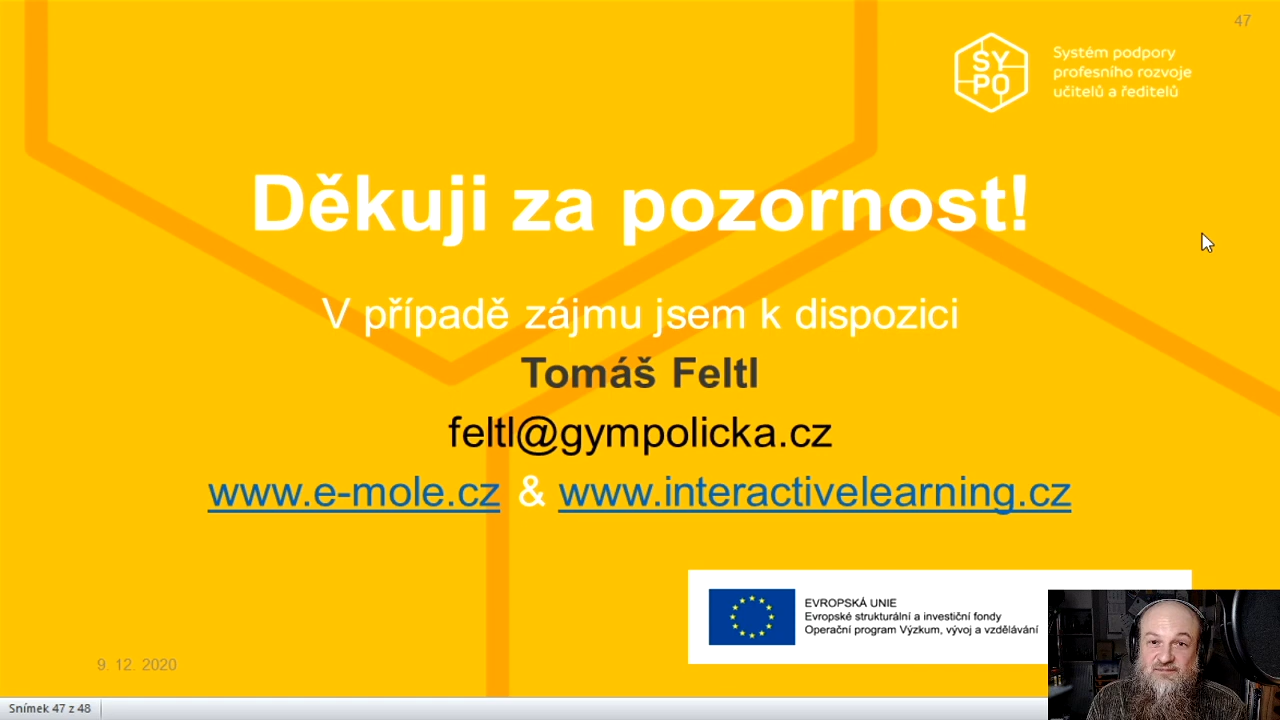 47
SY
PO
Systém podpory
profesního rozvoje
učitelů a ředitelů
Děkuji za pozornost!
V případě zájmu jsem k dispozici
Tomáš Feltl
feltl@gympolicka.cz
www.e-mole.cz & www.interactivelearning.cz
EVROPSKÁ UNIE
Evropské strukturální a investiční fondy
Operační program Výzkum, vývoj a vzdělávání
9. 12. 2020
Snímek 47 z 48